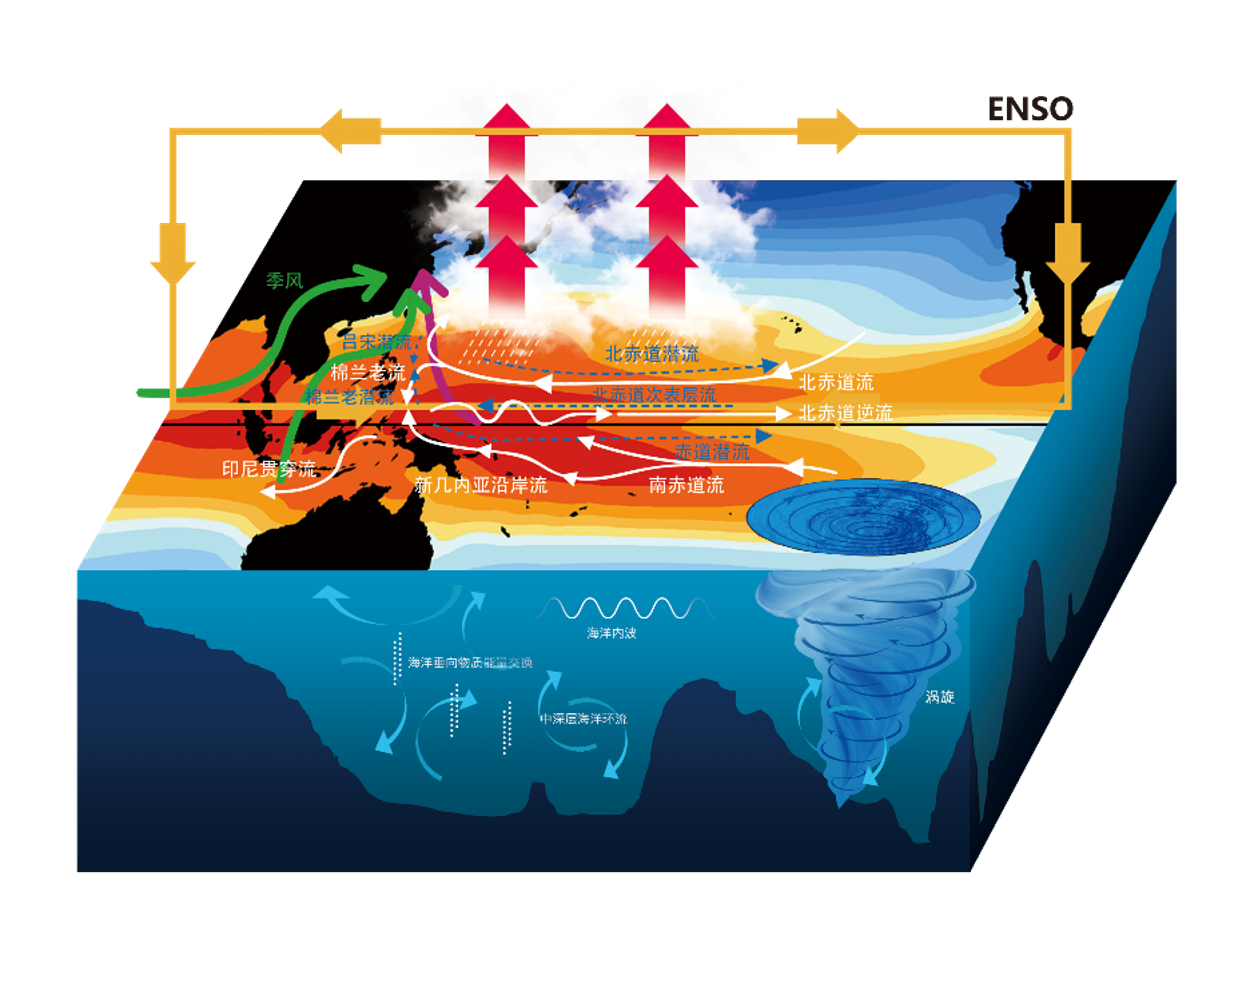 ENSO
季风
吕宋潜流
北赤道潜流
棉兰老流
北赤道流
棉兰老潜流
北赤道次表层流
北赤道逆流
赤道潜流
印尼贯穿流
新几内亚沿岸流
南赤道流
海洋内波
海洋垂向物质能量交换
涡旋
中深层海洋环流